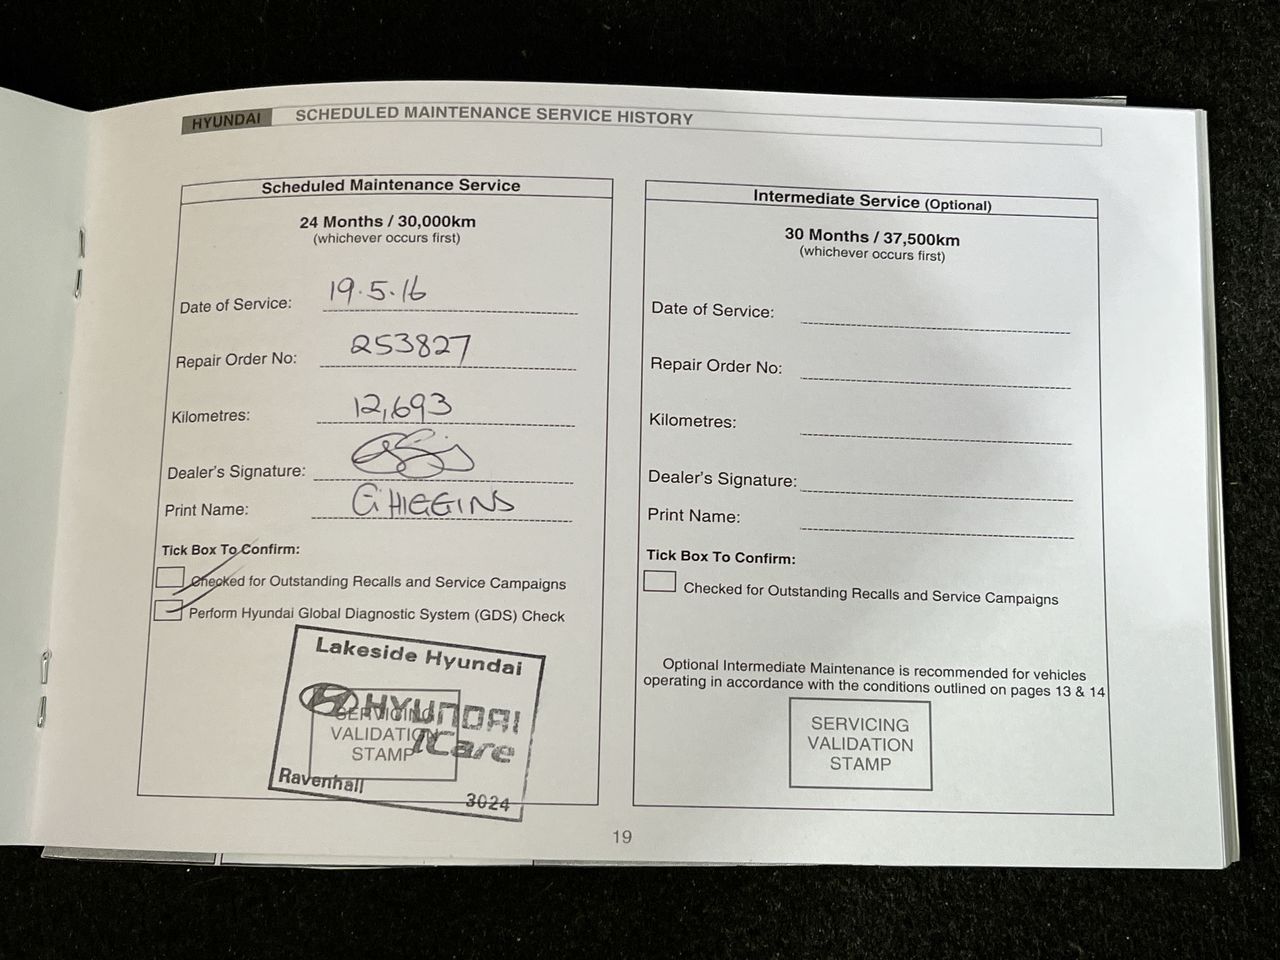 HYUNDAI SCHEDULED MAINTENANCE SERVICE HISTORY
Scheduled Maintenance Service
24 Months / 30,000km
(whichever occurs first)
Date of Service: 19.5.16
Repair Order No: 253827
Kilometres: 12,693
Dealer's Signature:
Print Name: G HIGGINS
Tick Box To Confirm:
Checked for Outstanding Recalls and Service Campaigns
Perform Hyundai Global Diagnostic System (GDS) Check
Lakeside Hyundai
HYUNDAI
iCare
SERVICING
VALIDATION
STAMP
Ravenhall
3024
Intermediate Service (Optional)
30 Months / 37,500km
(whichever occurs first)
Date of Service:
Repair Order No:
Kilometres:
Dealer's Signature:
Print Name:
Tick Box To Confirm:
Checked for Outstanding Recalls and Service Campaigns
Optional Intermediate Maintenance is recommended for vehicles
operating in accordance with the conditions outlined on pages 13 & 14
SERVICING
VALIDATION
STAMP
19